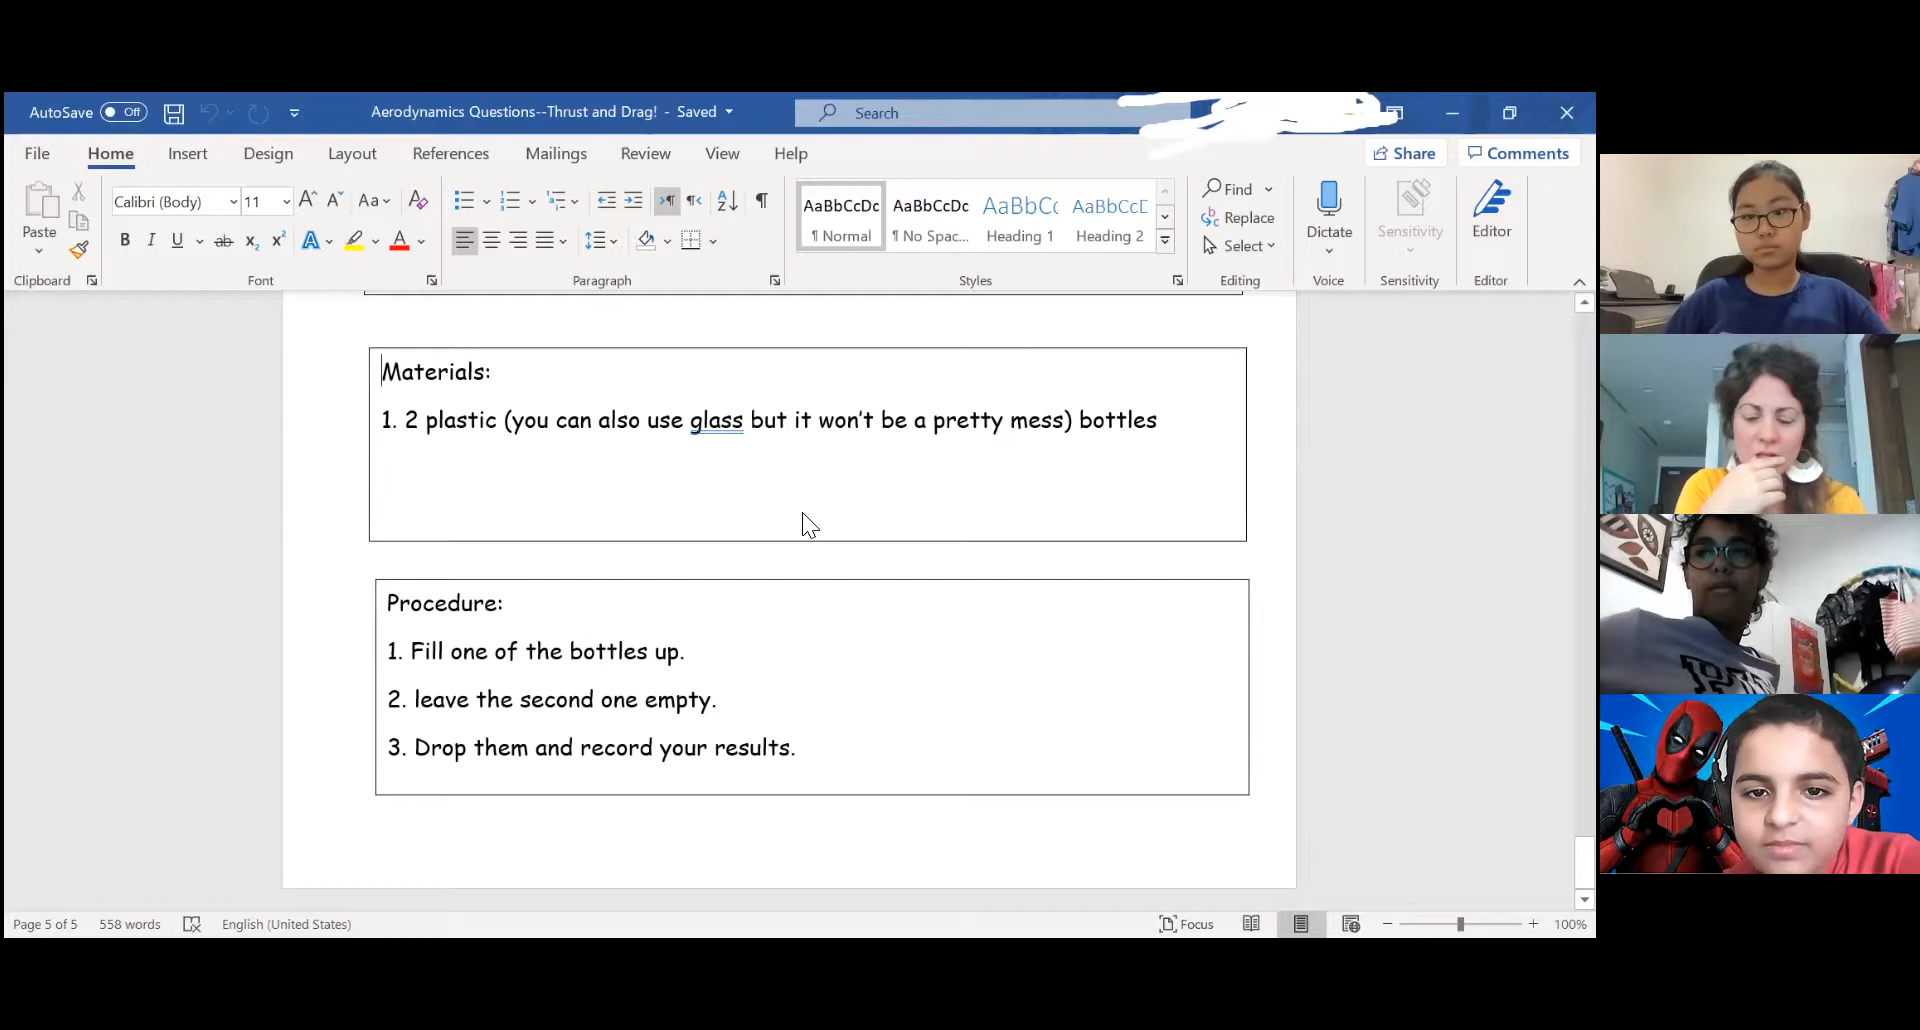 AutoSave Off Aerodynamics Questions--Thrust and Drag! - Saved Search
File Home Insert Design Layout References Mailings Review View Help Share Comments
Paste Calibri (Body) 11 Aa AaBbCcDc AaBbCcDc AaBbCc AaBbCcE Find Replace Select Dictate Sensitivity Editor
¶ Normal ¶ No Spac... Heading 1 Heading 2
Clipboard Font Paragraph Styles Editing Voice Sensitivity Editor
Materials:
1. 2 plastic (you can also use glass but it won't be a pretty mess) bottles
Procedure:
1. Fill one of the bottles up.
2. leave the second one empty.
3. Drop them and record your results.
Page 5 of 5 558 words English (United States) Focus 100%